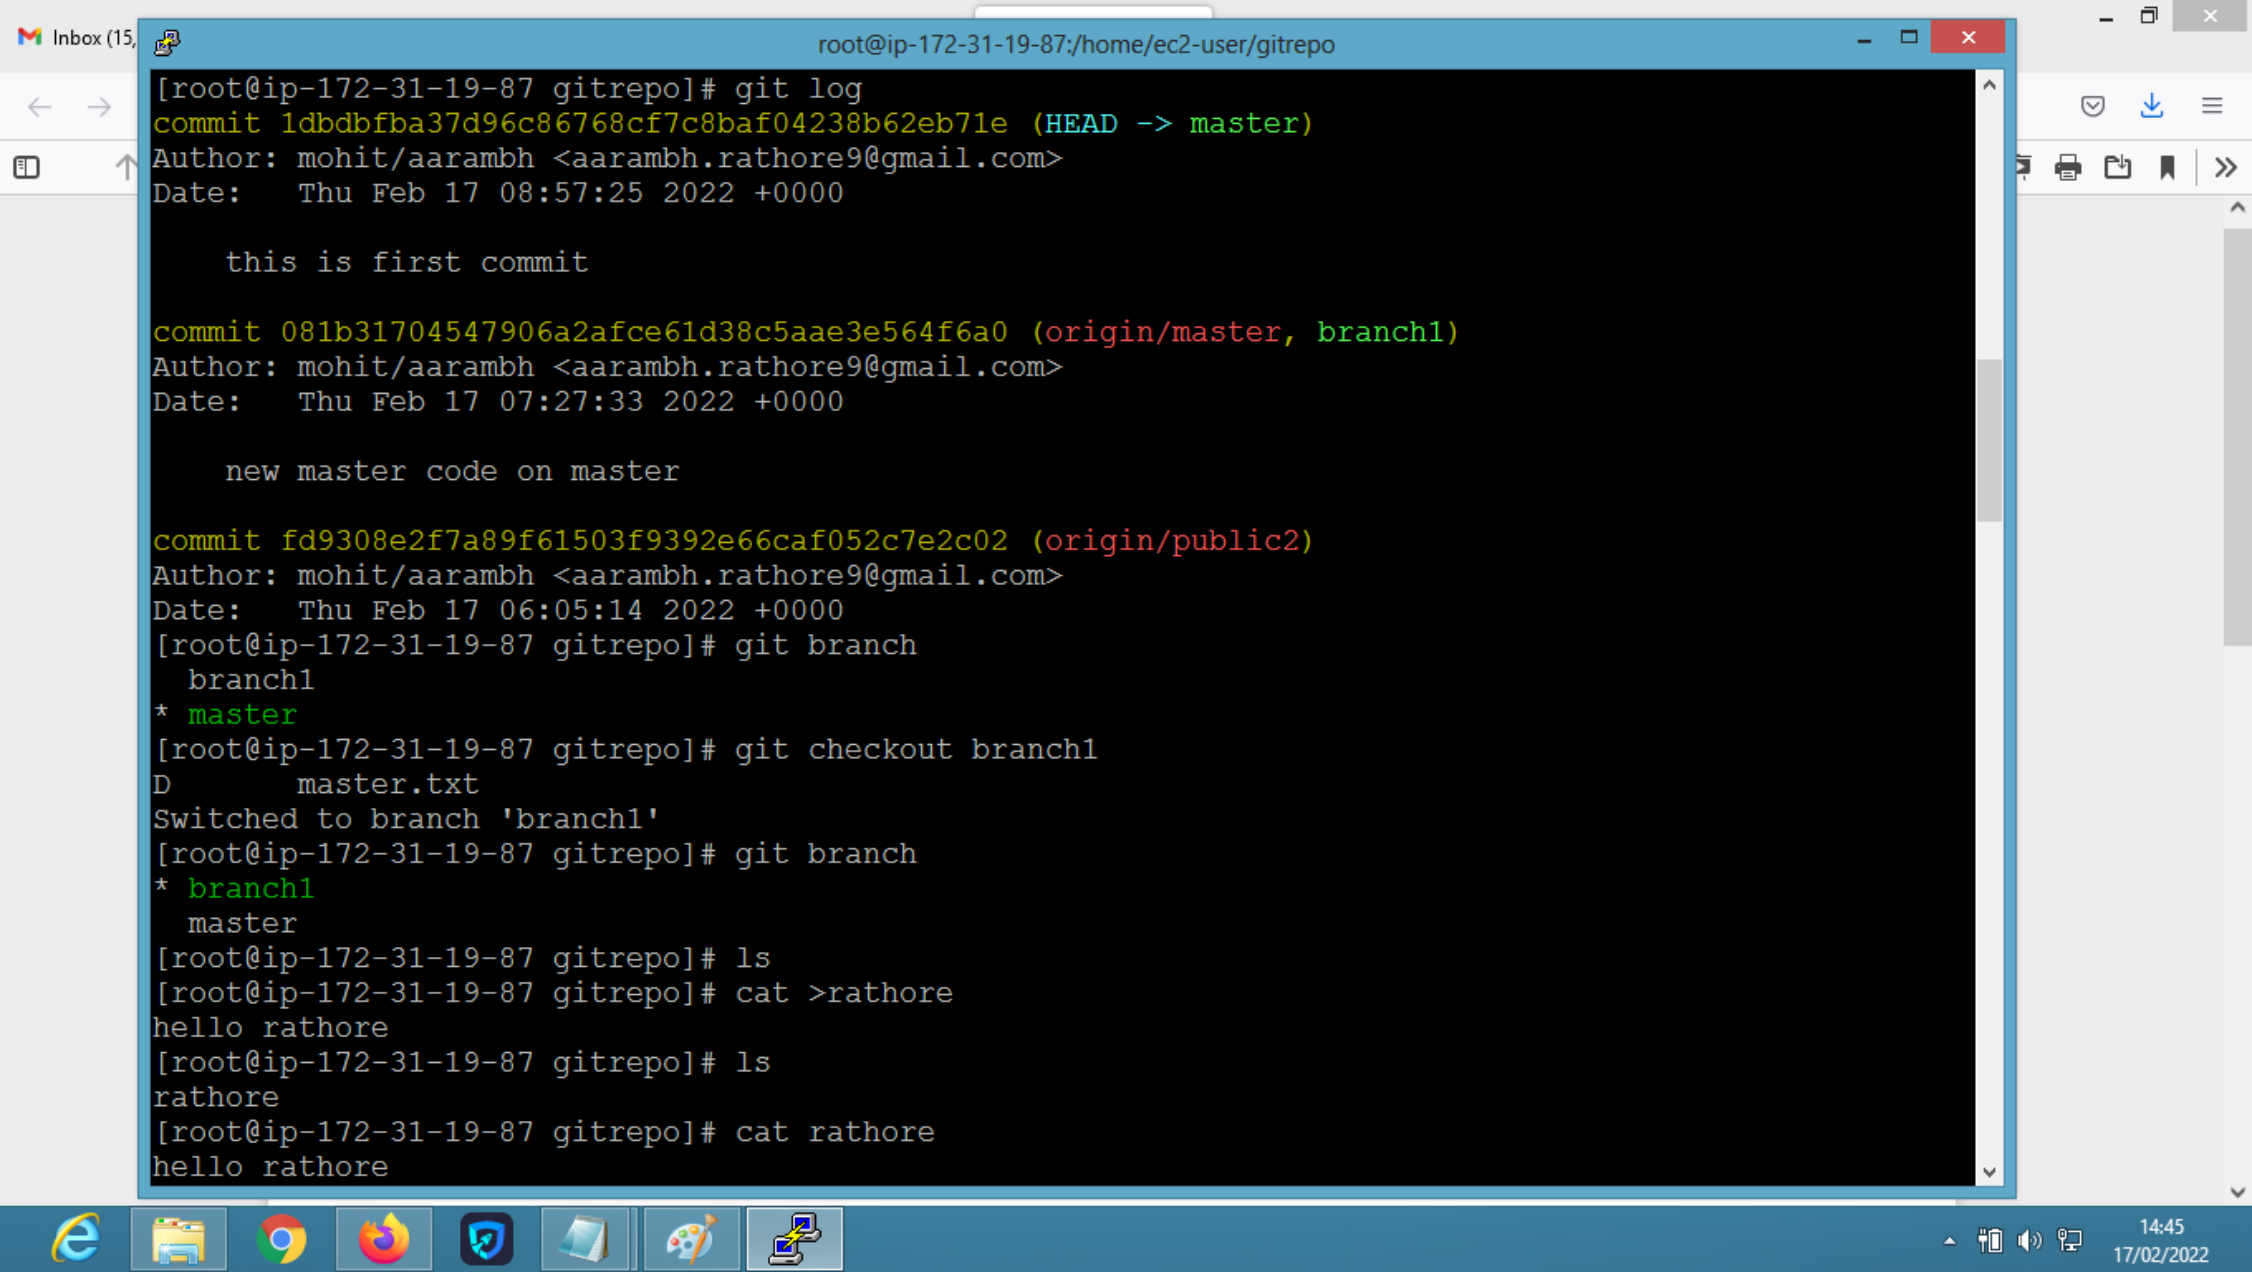 Inbox (15,
root@ip-172-31-19-87:/home/ec2-user/gitrepo
[root@ip-172-31-19-87 gitrepo]# git log
commit 1dbdbfba37d96c86768cf7c8baf04238b62eb71e (HEAD -> master)
Author: mohit/aarambh <aarambh.rathore9@gmail.com>
Date:   Thu Feb 17 08:57:25 2022 +0000
    this is first commit
commit 081b31704547906a2afce61d38c5aae3e564f6a0 (origin/master, branch1)
Author: mohit/aarambh <aarambh.rathore9@gmail.com>
Date:   Thu Feb 17 07:27:33 2022 +0000
    new master code on master
commit fd9308e2f7a89f61503f9392e66caf052c7e2c02 (origin/public2)
Author: mohit/aarambh <aarambh.rathore9@gmail.com>
Date:   Thu Feb 17 06:05:14 2022 +0000
[root@ip-172-31-19-87 gitrepo]# git branch
  branch1
* master
[root@ip-172-31-19-87 gitrepo]# git checkout branch1
D       master.txt
Switched to branch 'branch1'
[root@ip-172-31-19-87 gitrepo]# git branch
* branch1
  master
[root@ip-172-31-19-87 gitrepo]# ls
[root@ip-172-31-19-87 gitrepo]# cat >rathore
hello rathore
[root@ip-172-31-19-87 gitrepo]# ls
rathore
[root@ip-172-31-19-87 gitrepo]# cat rathore
hello rathore
14:45
17/02/2022